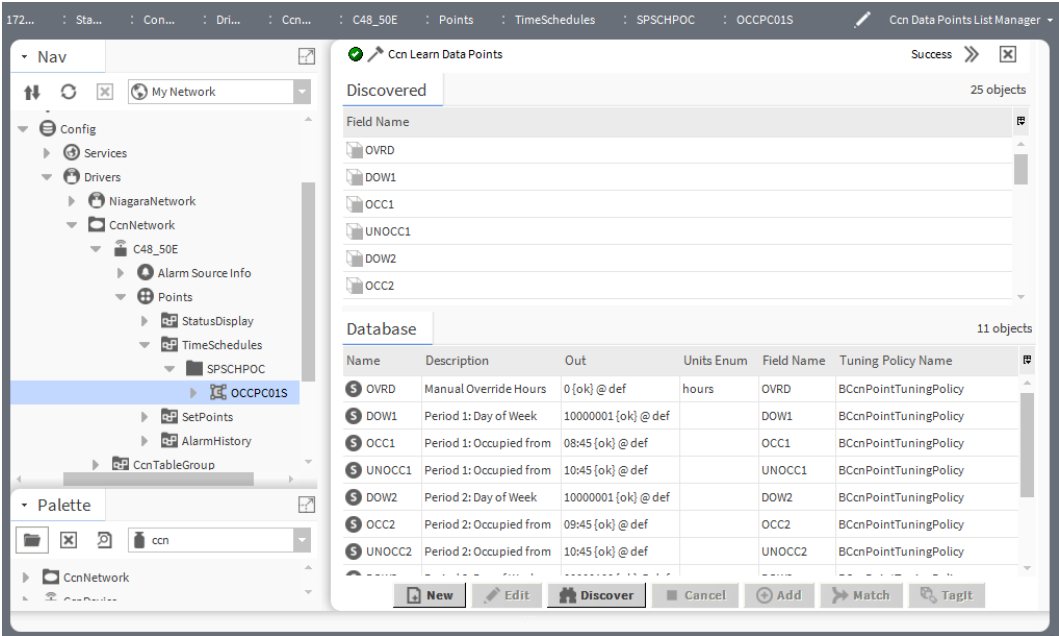 172... : Sta... : Con... : Dri... : Ccn... : C48_50E : Points : TimeSchedules : SPSCHPOC : OCCPC01S Ccn Data Points List Manager
Nav
My Network
Config
Services
Drivers
NiagaraNetwork
CcnNetwork
C48_50E
Alarm Source Info
Points
StatusDisplay
TimeSchedules
SPSCHPOC
OCCPC01S
SetPoints
AlarmHistory
CcnTableGroup
Palette
ccn
CcnNetwork
CcnDevice
Ccn Learn Data Points Success
Discovered 25 objects
Field Name
OVRD
DOW1
OCC1
UNOCC1
DOW2
OCC2
Database 11 objects
Name Description Out Units Enum Field Name Tuning Policy Name
S OVRD Manual Override Hours 0 {ok} @ def hours OVRD BCcnPointTuningPolicy
S DOW1 Period 1: Day of Week 10000001 {ok} @ def DOW1 BCcnPointTuningPolicy
S OCC1 Period 1: Occupied from 08:45 {ok} @ def OCC1 BCcnPointTuningPolicy
S UNOCC1 Period 1: Occupied from 10:45 {ok} @ def UNOCC1 BCcnPointTuningPolicy
S DOW2 Period 2: Day of Week 10000001 {ok} @ def DOW2 BCcnPointTuningPolicy
S OCC2 Period 2: Occupied from 09:45 {ok} @ def OCC2 BCcnPointTuningPolicy
S UNOCC2 Period 2: Occupied from 10:45 {ok} @ def UNOCC2 BCcnPointTuningPolicy
New Edit Discover Cancel Add Match TagIt